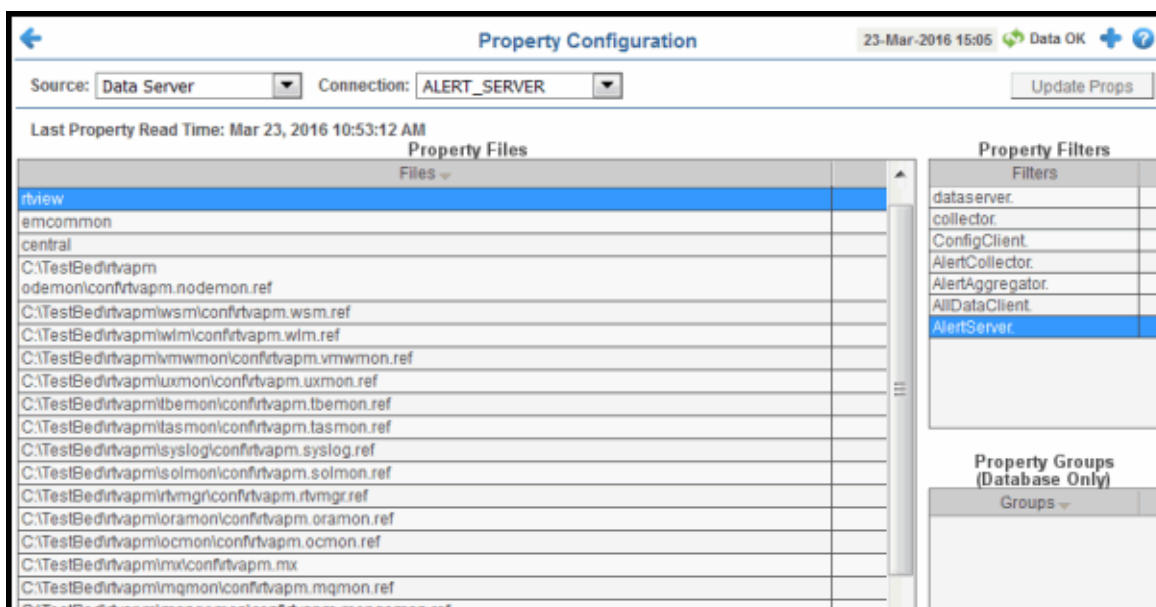 Property Configuration
23-Mar-2016 15:05 Data OK
Source: Data Server Connection: ALERT_SERVER Update Props
Last Property Read Time: Mar 23, 2016 10:53:12 AM
Property Files
Files
rtview
emcommon
central
C:\TestBed\rtvapm
odemon\conf\rtvapm.nodemon.ref
C:\TestBed\rtvapm\wsm\conf\rtvapm.wsm.ref
C:\TestBed\rtvapm\wlm\conf\rtvapm.wlm.ref
C:\TestBed\rtvapm\vmwmon\conf\rtvapm.vmwmon.ref
C:\TestBed\rtvapm\uxmon\conf\rtvapm.uxmon.ref
C:\TestBed\rtvapm\tbemon\conf\rtvapm.tbemon.ref
C:\TestBed\rtvapm\tasmon\conf\rtvapm.tasmon.ref
C:\TestBed\rtvapm\syslog\conf\rtvapm.syslog.ref
C:\TestBed\rtvapm\solmon\conf\rtvapm.solmon.ref
C:\TestBed\rtvapm\rtvmgr\conf\rtvapm.rtvmgr.ref
C:\TestBed\rtvapm\oramon\conf\rtvapm.oramon.ref
C:\TestBed\rtvapm\ocmon\conf\rtvapm.ocmon.ref
C:\TestBed\rtvapm\mx\conf\rtvapm.mx
C:\TestBed\rtvapm\mqmon\conf\rtvapm.mqmon.ref
Property Filters
Filters
dataserver.
collector.
ConfigClient.
AlertCollector.
AlertAggregator.
AllDataClient.
AlertServer.
Property Groups
(Database Only)
Groups